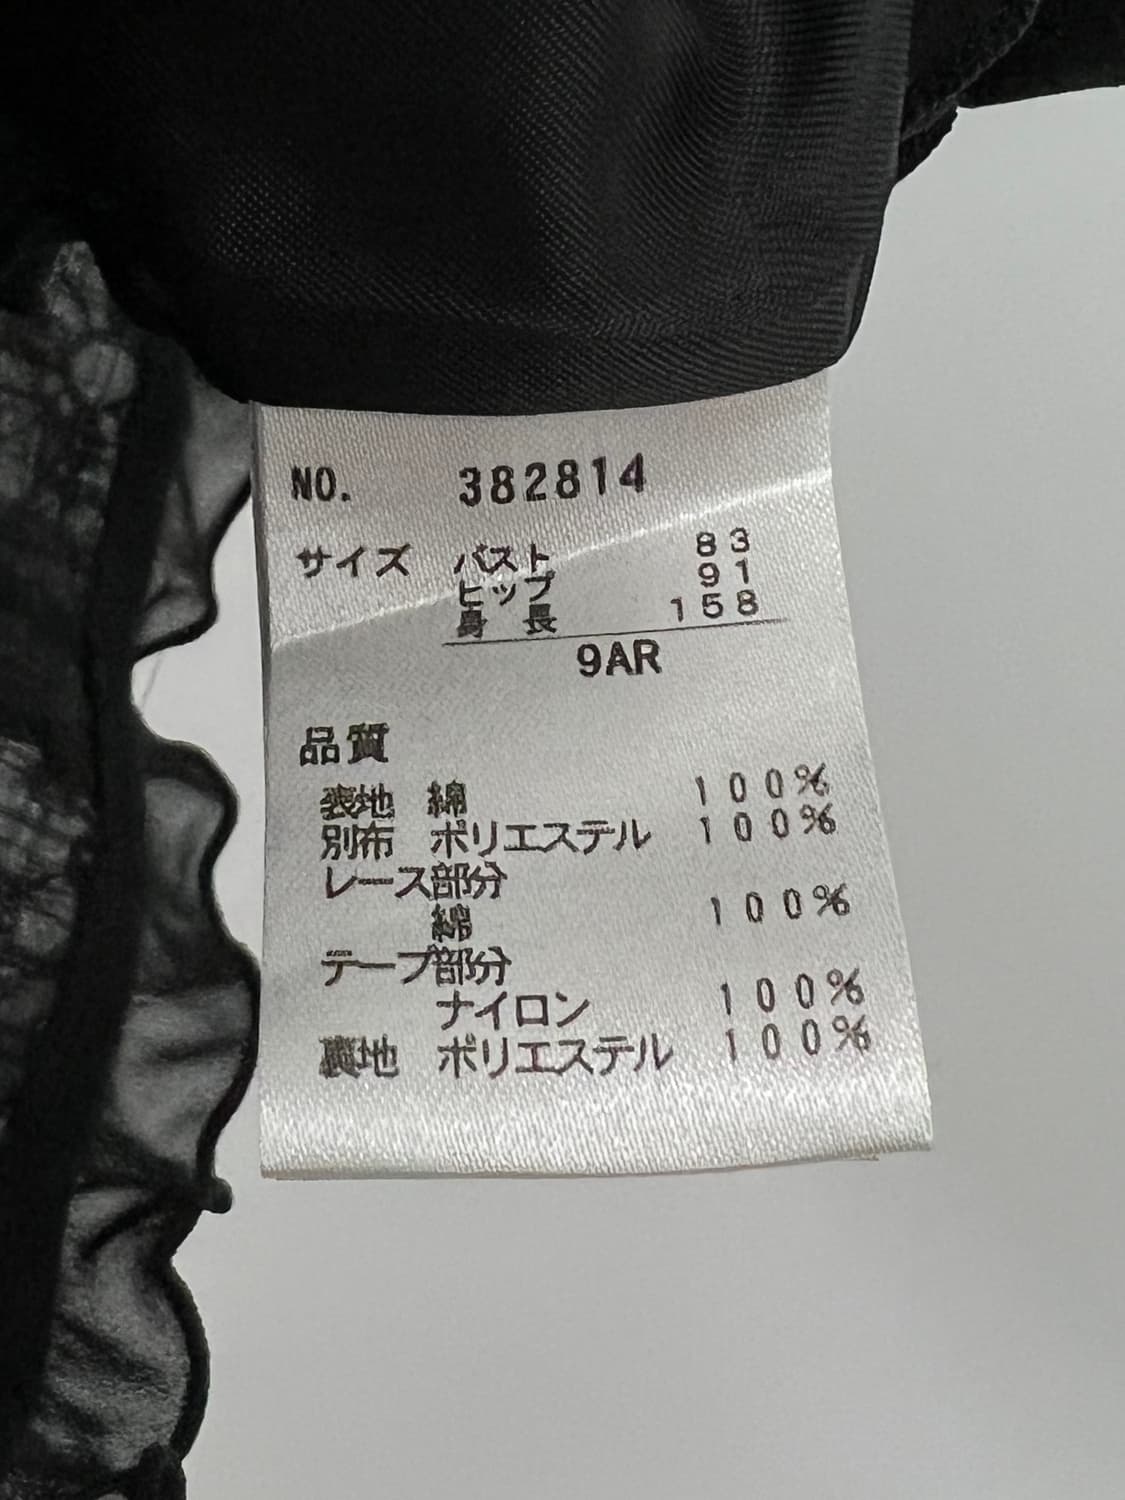 NO. 382814
サイズ バスト 83
ヒップ 91
身長 158
9AR
品質
表地 綿 100%
別布 ポリエステル 100%
レース部分
綿 100%
テープ部分
ナイロン 100%
裏地 ポリエステル 100%